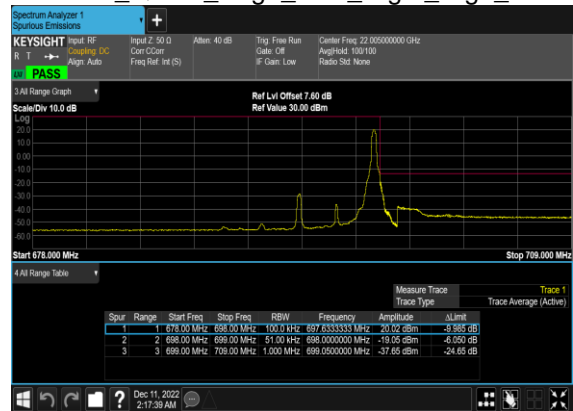 Spectrum Analyzer 1
Spurious Emissions
+
KEYSIGHT Input: RF Input Z: 50 Ω Atten: 40 dB Trig: Free Run Center Freq: 22.005000000 GHz
R T Coupling: DC Corr CCorr Gate: Off Avg|Hold: 100/100
Align: Auto Freq Ref: Int (S) IF Gain: Low Radio Std: None
PASS
3 All Range Graph
Ref Lvl Offset 7.60 dB
Scale/Div 10.0 dB Ref Value 30.00 dBm
Log
20.0
10.0
0.00
-10.0
-20.0
-30.0
-40.0
-50.0
-60.0
Start 678.000 MHz Stop 709.000 MHz
4 All Range Table
Measure Trace Trace 1
Trace Type Trace Average (Active)
Spur Range Start Freq Stop Freq RBW Frequency Amplitude ΔLimit
1 1 678.00 MHz 698.00 MHz 100.0 kHz 697.6333333 MHz 20.02 dBm -9.985 dB
2 2 698.00 MHz 699.00 MHz 51.00 kHz 698.0000000 MHz -19.05 dBm -6.050 dB
3 3 699.00 MHz 709.00 MHz 1.000 MHz 699.0500000 MHz -37.65 dBm -24.65 dB
? Dec 11, 2022
2:17:39 AM